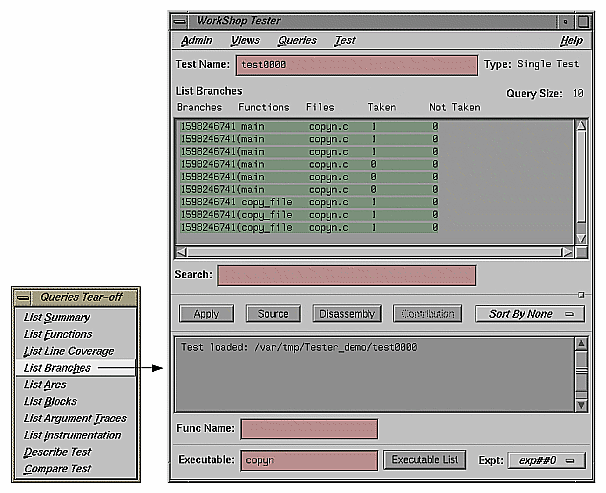 WorkShop Tester
Admin Views Queries Test Help
Test Name: test0000 Type: Single Test
List Branches Query Size: 10
Branches Functions Files Taken Not Taken
1598246741 main copyn.c 1 0
1598246741(main copyn.c 1 0
1598246741(main copyn.c 1 0
1598246741(main copyn.c 0 0
1598246741(main copyn.c 0 0
1598246741(main copyn.c 0 0
1598246741 copy_file copyn.c 1 0
1598246741(copy_file copyn.c 1 0
1598246741(copy_file copyn.c 1 0
Search:
Apply Source Disassembly Contribution Sort By None
Test loaded: /var/tmp/Tester_demo/test0000
Func Name:
Executable: copyn Executable List Expt: exp##0
Queries Tear-off
List Summary
List Functions
List Line Coverage
List Branches
List Arcs
List Blocks
List Argument Traces
List Instrumentation
Describe Test
Compare Test